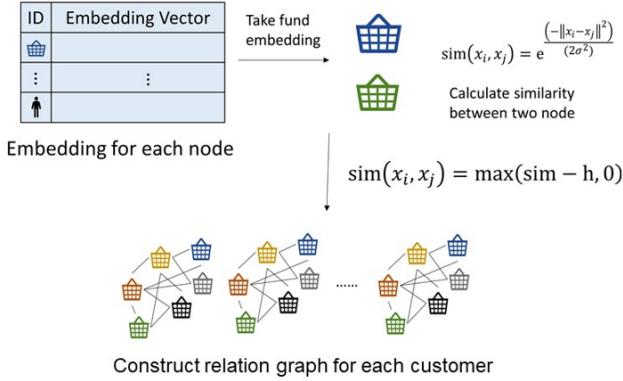 ID Embedding Vector
⋮ ⋮
Embedding for each node
Take fund
embedding
sim(x_i, x_j) = e^((−‖x_i−x_j‖^2)/(2σ^2))
Calculate similarity
between two node
sim(x_i, x_j) = max(sim − h, 0)
......
Construct relation graph for each customer